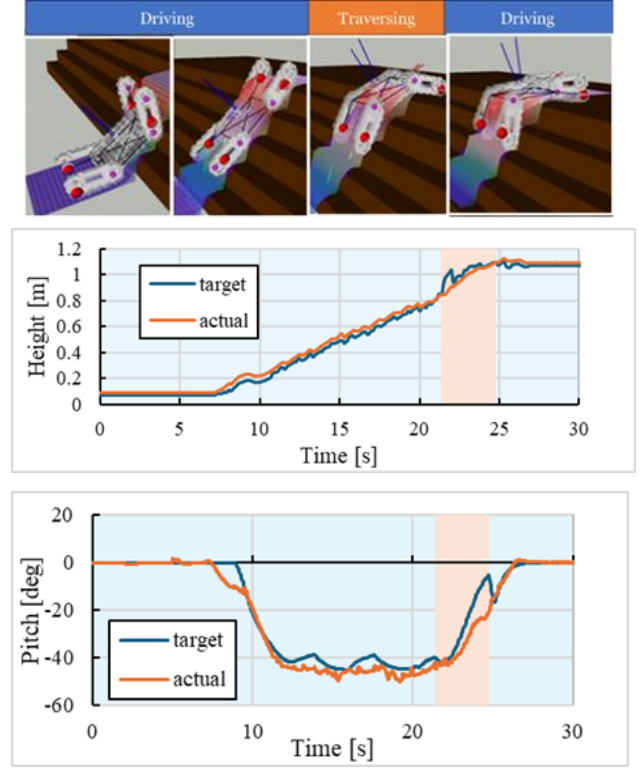 Driving Traversing Driving
1.2
1
0.8
0.6
0.4
0.2
0
Height [m]
target
actual
0 5 10 15 20 25 30
Time [s]
20
0
-20
-40
-60
Pitch [deg]
target
actual
0 10 20 30
Time [s]